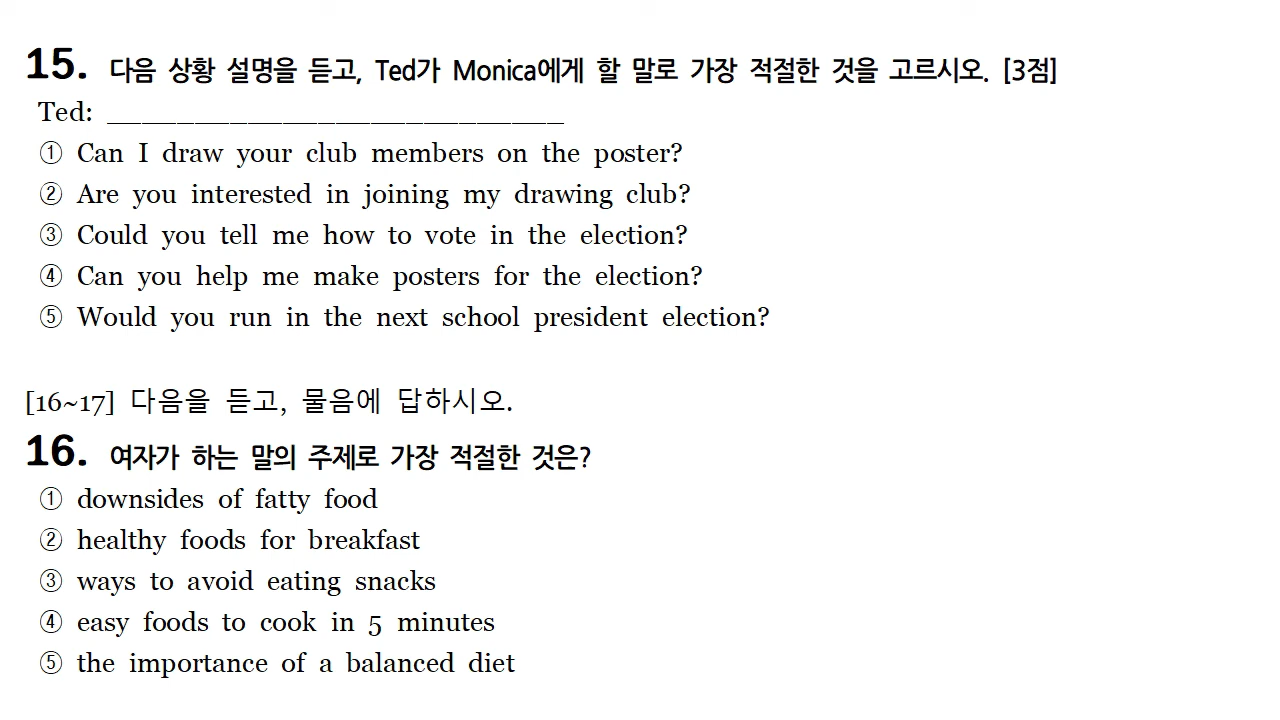 15. 다음 상황 설명을 듣고, Ted가 Monica에게 할 말로 가장 적절한 것을 고르시오. [3점]
Ted: __________________________
① Can I draw your club members on the poster?
② Are you interested in joining my drawing club?
③ Could you tell me how to vote in the election?
④ Can you help me make posters for the election?
⑤ Would you run in the next school president election?
[16~17] 다음을 듣고, 물음에 답하시오.
16. 여자가 하는 말의 주제로 가장 적절한 것은?
① downsides of fatty food
② healthy foods for breakfast
③ ways to avoid eating snacks
④ easy foods to cook in 5 minutes
⑤ the importance of a balanced diet